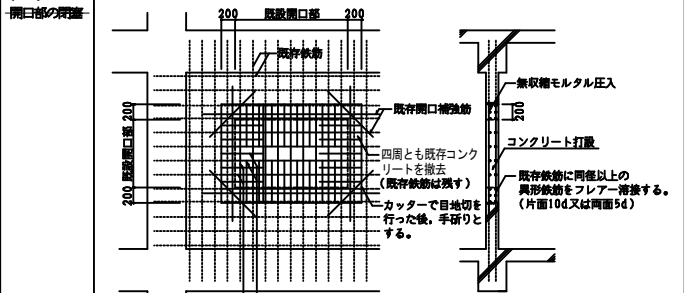 開口部の閉塞
200
既設開口部
200
既存鉄筋
200
既設開口部
200
既存開口補強筋
四周とも既存コンク
リートを撤去
(既存鉄筋は残す)
カッターで目地切を
行った後、手斫りと
する。
無収縮モルタル圧入
200
コンクリート打設
既存鉄筋に同径以上の
異形鉄筋をフレアー溶接する。
(片面10d又は両面5d)